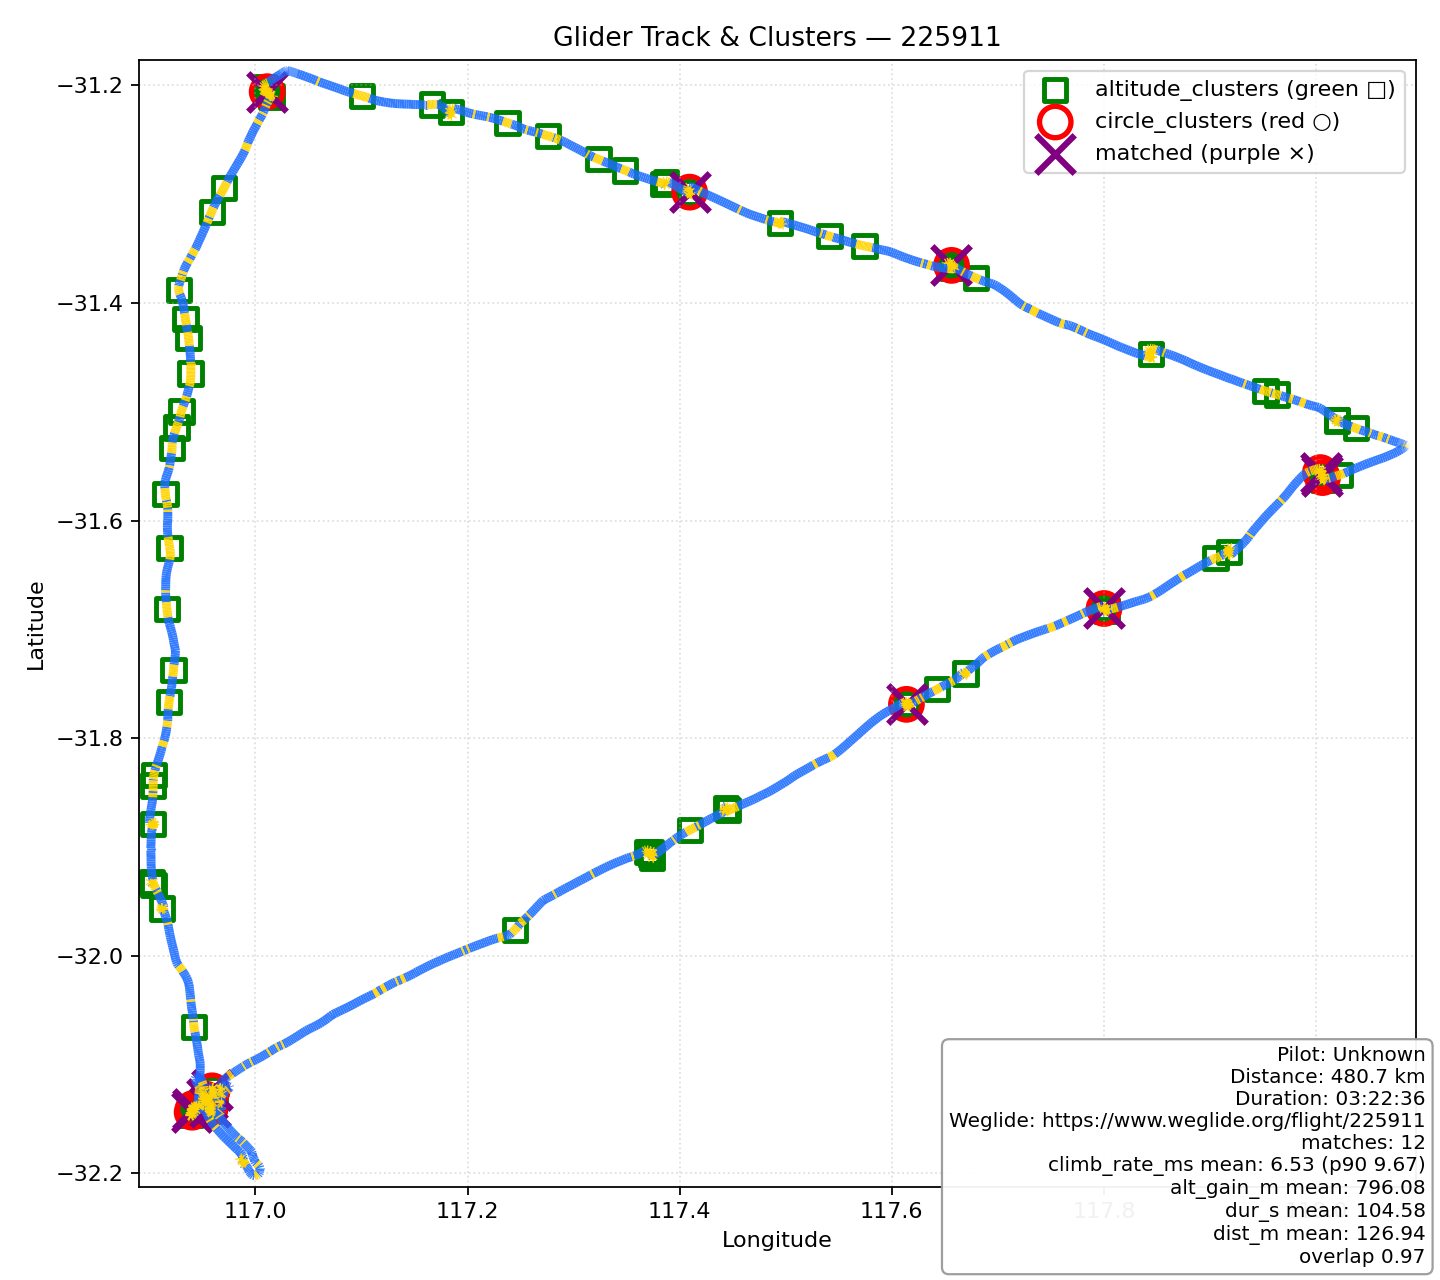 Glider Track & Clusters — 225911
altitude_clusters (green □)
circle_clusters (red ○)
matched (purple ×)
Latitude
−31.2
−31.4
−31.6
−31.8
−32.0
−32.2
117.0
117.2
117.4
117.6
117.8
Longitude
Pilot: Unknown
Distance: 480.7 km
Duration: 03:22:36
Weglide: https://www.weglide.org/flight/225911
matches: 12
climb_rate_ms mean: 6.53 (p90 9.67)
alt_gain_m mean: 796.08
dur_s mean: 104.58
dist_m mean: 126.94
overlap 0.97